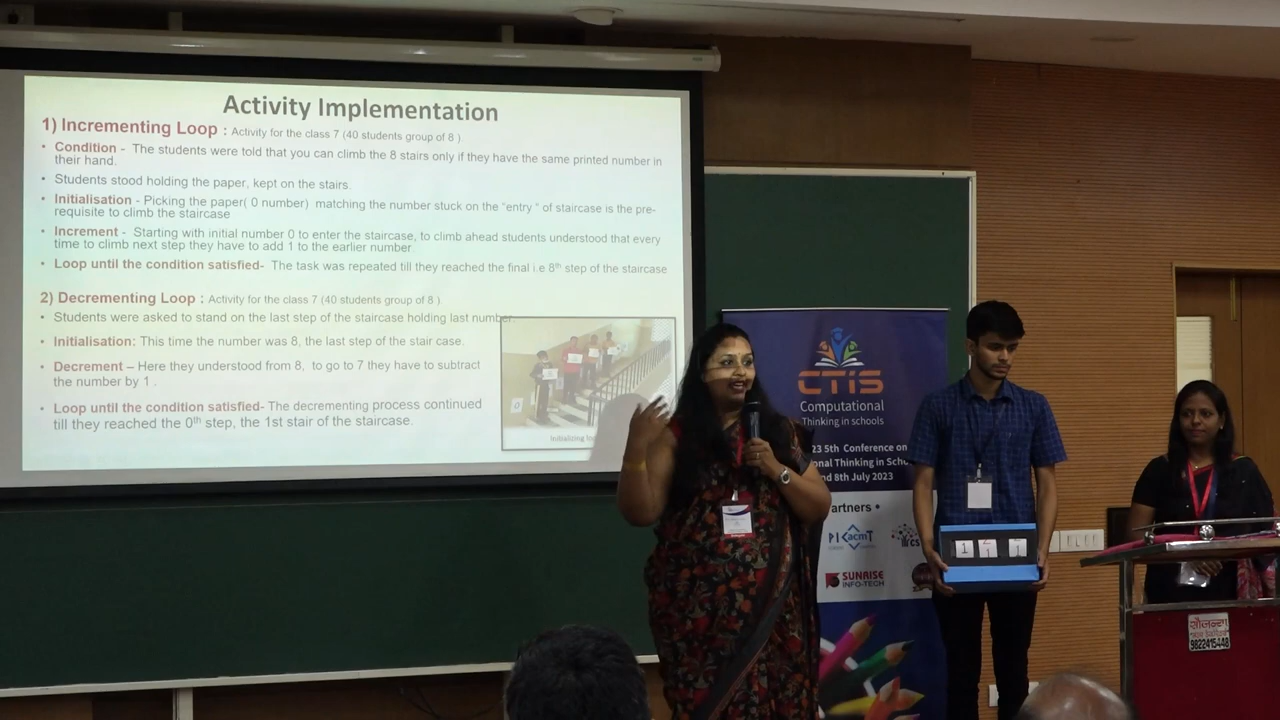 Activity Implementation
1) Incrementing Loop : Activity for the class 7 (40 students group of 8 )
• Condition - The students were told that you can climb the 8 stairs only if they have the same printed number in
their hand.
• Students stood holding the paper, kept on the stairs.
• Initialisation - Picking the paper( 0 number) matching the number stuck on the "entry " of staircase is the pre-
requisite to climb the staircase
• Increment - Starting with initial number 0 to enter the staircase, to climb ahead students understood that every
time to climb next step they have to add 1 to the earlier number.
• Loop until the condition satisfied- The task was repeated till they reached the final i.e 8th step of the staircase
2) Decrementing Loop : Activity for the class 7 (40 students group of 8 ).
• Students were asked to stand on the last step of the staircase holding last number.
• Initialisation: This time the number was 8, the last step of the stair case.
• Decrement – Here they understood from 8, to go to 7 they have to subtract
the number by 1 .
• Loop until the condition satisfied- The decrementing process continued
till they reached the 0th step, the 1st stair of the staircase.
0
Initializing
CTiS
Computational
Thinking in schools
23 5th Conference on
onal Thinking in Scho
nd 8th July 2023
artners •
acmT
SUNRISE
INFO-TECH
1 1 1
सौजन्या
9822415448